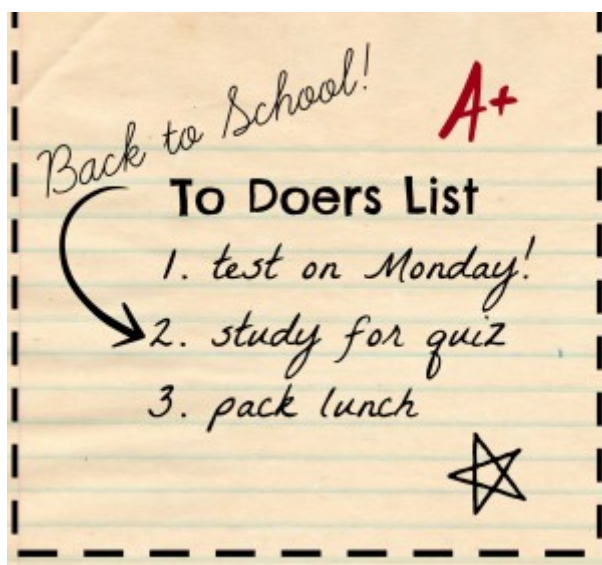 Back to School!
A+
To Doers List
1. test on Monday!
2. study for quiz
3. pack lunch